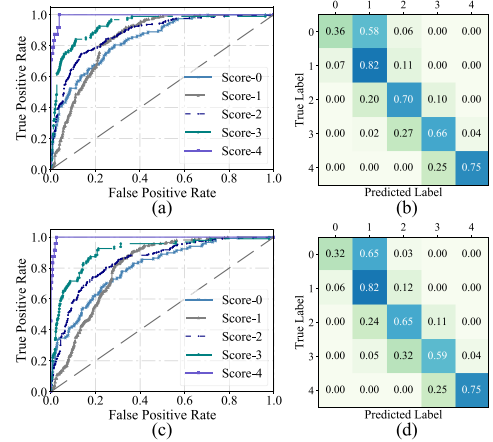 1.0
0.8
0.6
0.4
0.2
0.0
True Positive Rate
Score-0
Score-1
Score-2
Score-3
Score-4
0.2 0.4 0.6 0.8 1.0
False Positive Rate
(a)
0 1 2 3 4
0 0.36 0.58 0.06 0.00 0.00
1 0.07 0.82 0.11 0.00 0.00
2 0.00 0.20 0.70 0.10 0.00
3 0.00 0.02 0.27 0.66 0.04
4 0.00 0.00 0.00 0.25 0.75
True Label
Predicted Label
(b)
1.0
0.8
0.6
0.4
0.2
0.0
True Positive Rate
Score-0
Score-1
Score-2
Score-3
Score-4
0.2 0.4 0.6 0.8 1.0
False Positive Rate
(c)
0 1 2 3 4
0 0.32 0.65 0.03 0.00 0.00
1 0.06 0.82 0.12 0.00 0.00
2 0.00 0.24 0.65 0.11 0.00
3 0.00 0.05 0.32 0.59 0.04
4 0.00 0.00 0.00 0.25 0.75
True Label
Predicted Label
(d)